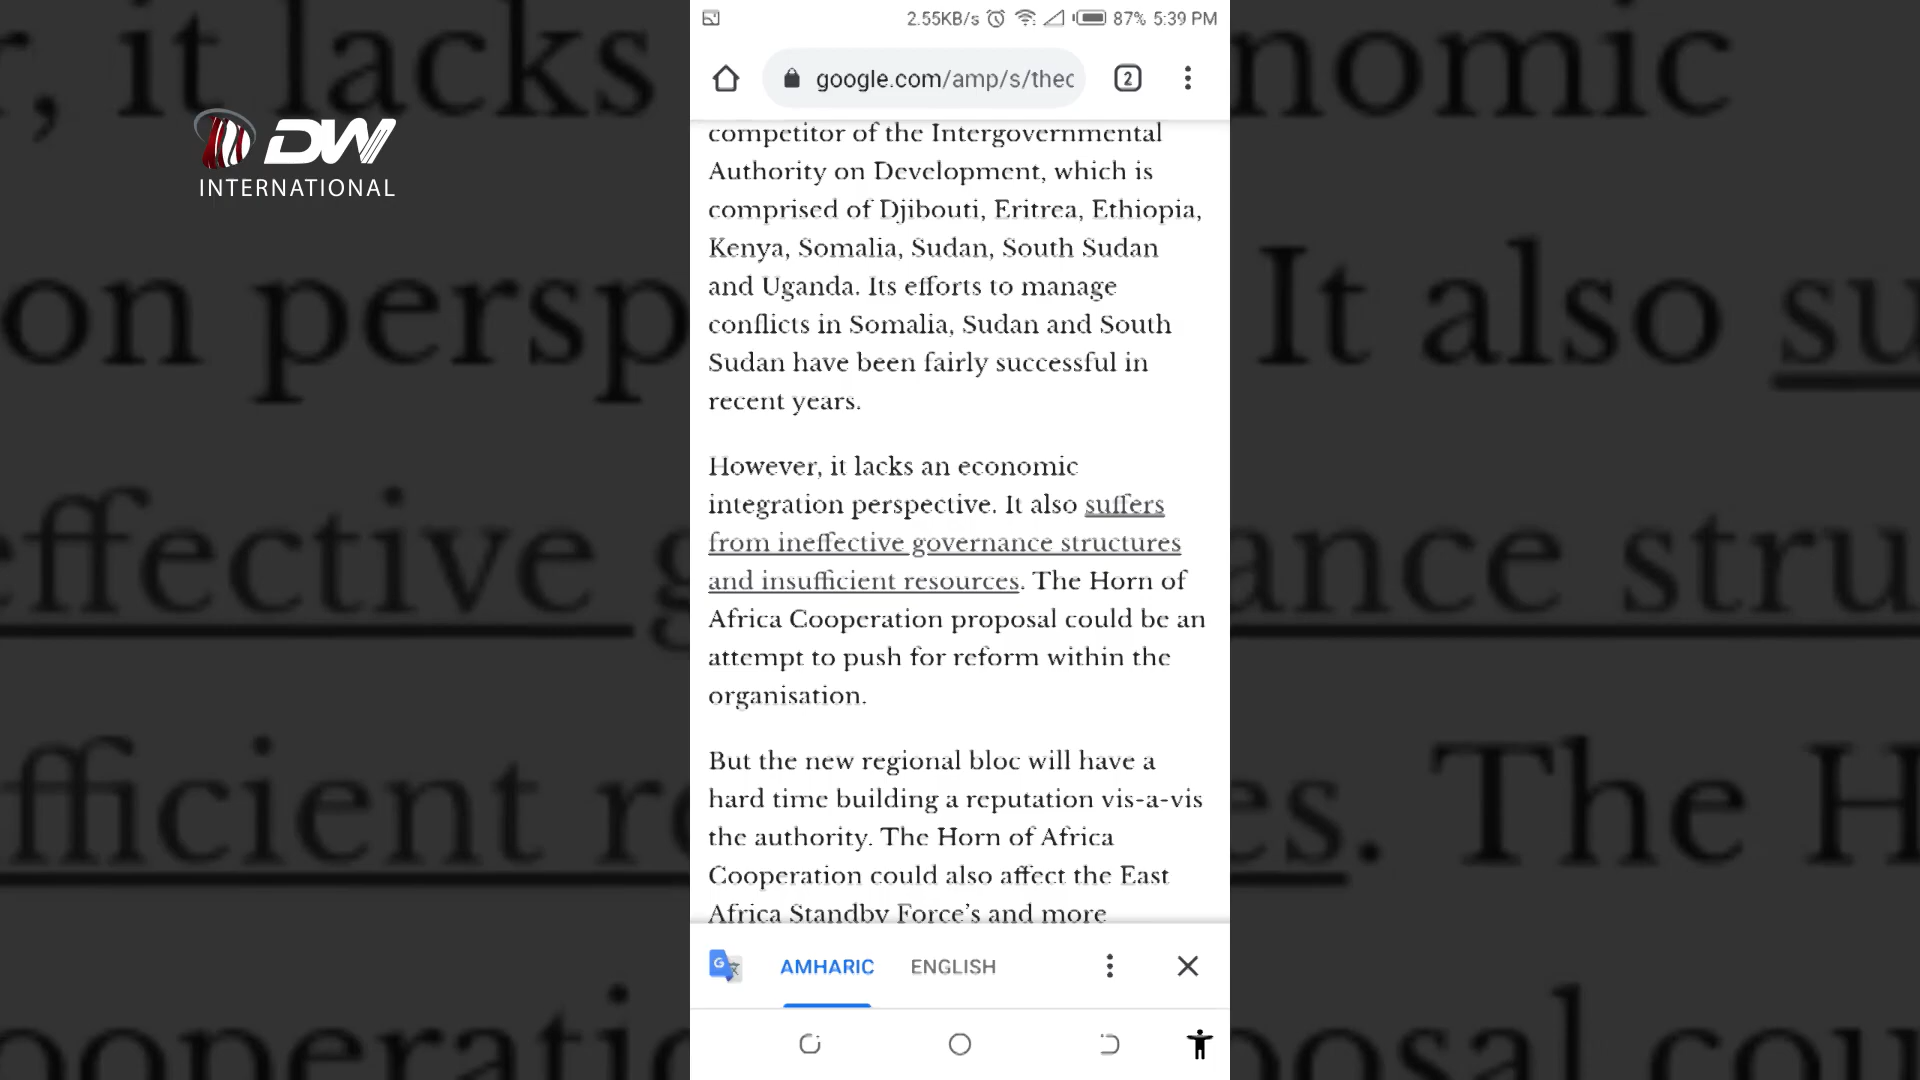 2.55KB/s 87% 5:39 PM
google.com/amp/s/thec
2
DW
INTERNATIONAL
competitor of the Intergovernmental
Authority on Development, which is
comprised of Djibouti, Eritrea, Ethiopia,
Kenya, Somalia, Sudan, South Sudan
and Uganda. Its efforts to manage
conflicts in Somalia, Sudan and South
Sudan have been fairly successful in
recent years.
However, it lacks an economic
integration perspective. It also suffers
from ineffective governance structures
and insufficient resources. The Horn of
Africa Cooperation proposal could be an
attempt to push for reform within the
organisation.
But the new regional bloc will have a
hard time building a reputation vis-a-vis
the authority. The Horn of Africa
Cooperation could also affect the East
Africa Standby Force's and more
AMHARIC ENGLISH